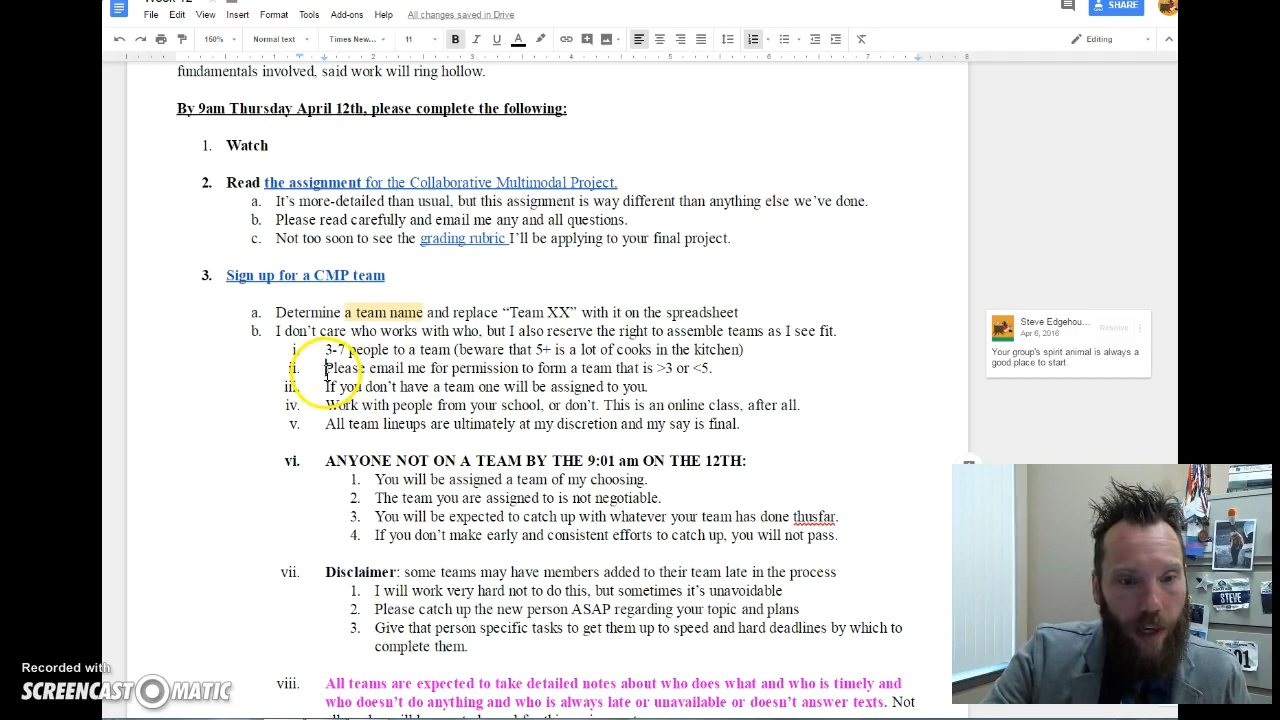 File Edit View Insert Format Tools Add-ons Help All changes saved in Drive
SHARE
150% Normal text Times New... 11 B I U A Editing
1 2 3 4 5 6 7 8
fundamentals involved, said work will ring hollow.
By 9am Thursday April 12th, please complete the following:
1. Watch
2. Read the assignment for the Collaborative Multimodal Project.
a. It's more-detailed than usual, but this assignment is way different than anything else we've done.
b. Please read carefully and email me any and all questions.
c. Not too soon to see the grading rubric I'll be applying to your final project.
3. Sign up for a CMP team
a. Determine a team name and replace “Team XX” with it on the spreadsheet
b. I don't care who works with who, but I also reserve the right to assemble teams as I see fit.
i. 3-7 people to a team (beware that 5+ is a lot of cooks in the kitchen)
ii. Please email me for permission to form a team that is >3 or <5.
iii. If you don't have a team one will be assigned to you.
iv. Work with people from your school, or don't. This is an online class, after all.
v. All team lineups are ultimately at my discretion and my say is final.
vi. ANYONE NOT ON A TEAM BY THE 9:01 am ON THE 12TH:
1. You will be assigned a team of my choosing.
2. The team you are assigned to is not negotiable.
3. You will be expected to catch up with whatever your team has done thusfar.
4. If you don't make early and consistent efforts to catch up, you will not pass.
vii. Disclaimer: some teams may have members added to their team late in the process
1. I will work very hard not to do this, but sometimes it's unavoidable
2. Please catch up the new person ASAP regarding your topic and plans
3. Give that person specific tasks to get them up to speed and hard deadlines by which to
complete them.
viii. All teams are expected to take detailed notes about who does what and who is timely and
who doesn't do anything and who is always late or unavailable or doesn't answer texts. Not
Steve Edgehou...
Apr 6, 2016
Resolve
Your group's spirit animal is always a
good place to start.
STEVE
Recorded with
SCREENCAST MATIC